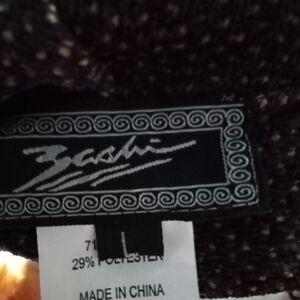 Bashi
L
71
29% POLYESTER
MADE IN CHINA